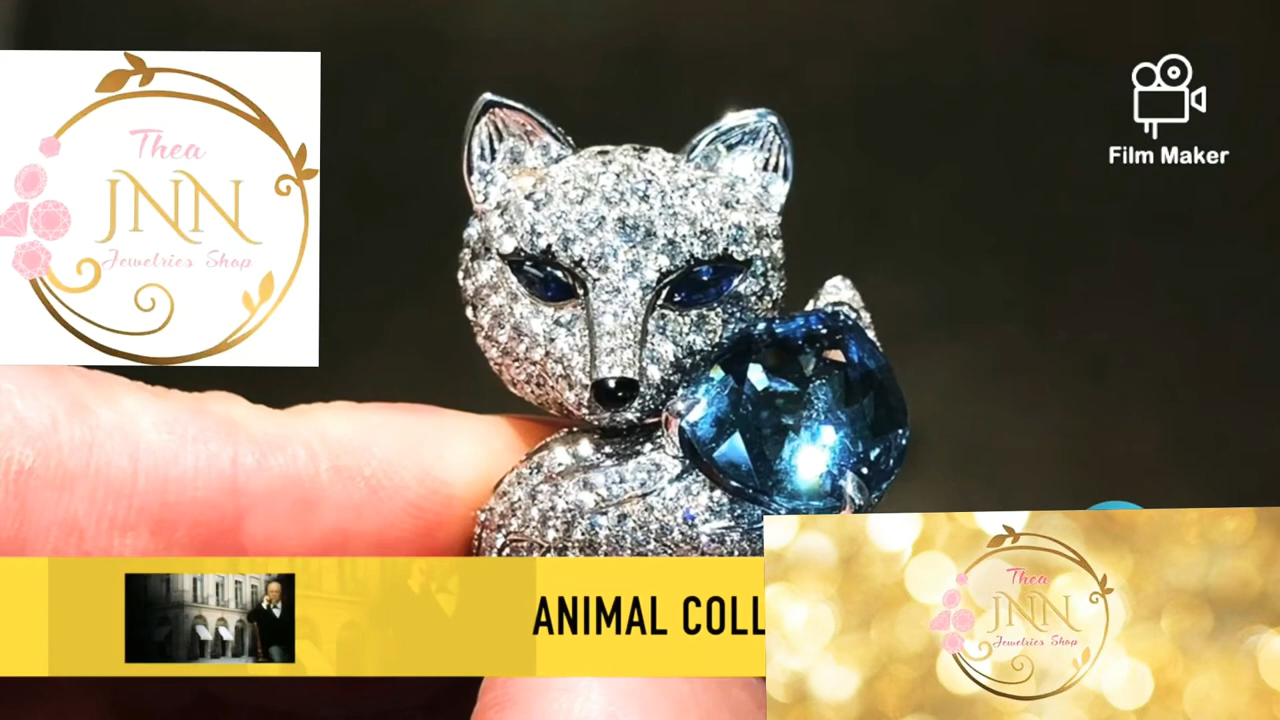 Thea
JNN
Jewelries Shop
Film Maker
ANIMAL COLL
Thea
JNN
Jewelries Shop